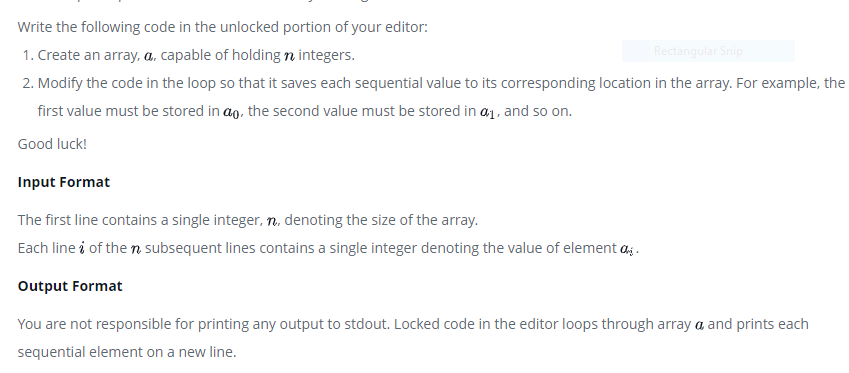 Write the following code in the unlocked portion of your editor:
1. Create an array, a, capable of holding n integers.
Rectangular Snip
2. Modify the code in the loop so that it saves each sequential value to its corresponding location in the array. For example, the
first value must be stored in a₀, the second value must be stored in a₁, and so on.
Good luck!
Input Format
The first line contains a single integer, n, denoting the size of the array.
Each line i of the n subsequent lines contains a single integer denoting the value of element aᵢ.
Output Format
You are not responsible for printing any output to stdout. Locked code in the editor loops through array a and prints each
sequential element on a new line.